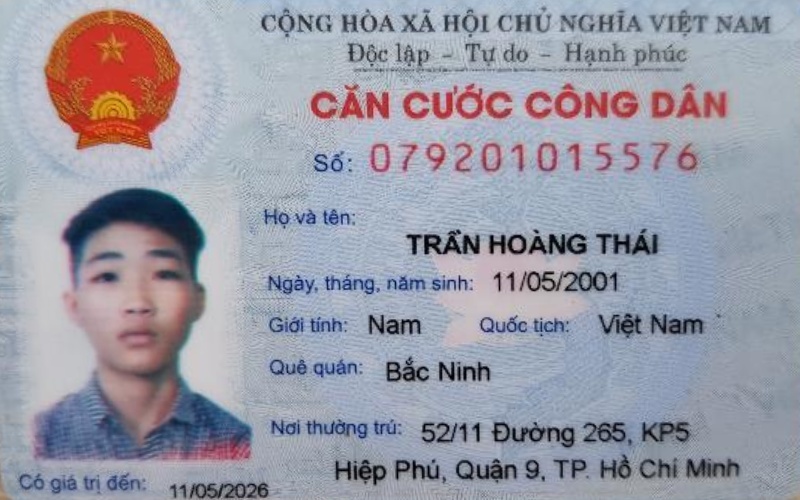 CỘNG HÒA XÃ HỘI CHỦ NGHĨA VIỆT NAM
Độc lập - Tự do - Hạnh phúc
CĂN CƯỚC CÔNG DÂN
Số: 079201015576
Họ và tên:
TRẦN HOÀNG THÁI
Ngày, tháng, năm sinh: 11/05/2001
Giới tính: Nam Quốc tịch: Việt Nam
Quê quán: Bắc Ninh
Nơi thường trú: 52/11 Đường 265, KP5
Hiệp Phú, Quận 9, TP. Hồ Chí Minh
Có giá trị đến: 11/05/2026